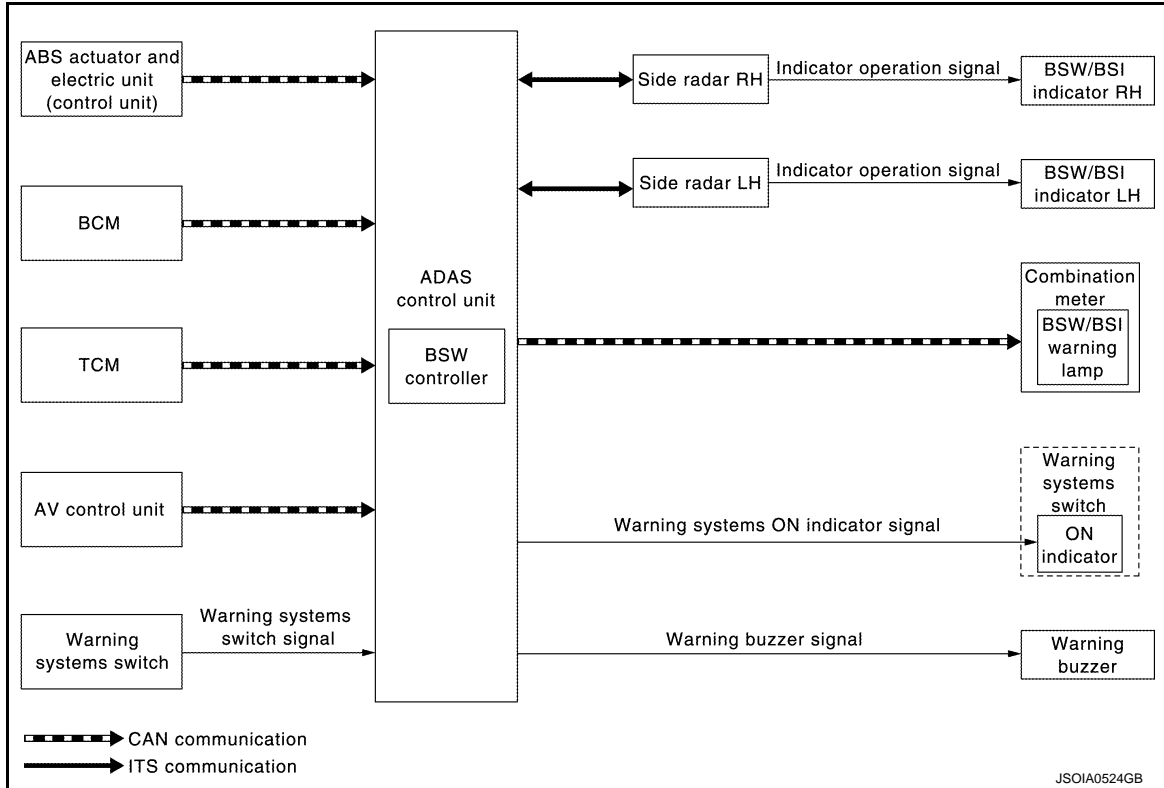 ABS actuator and
electric unit
(control unit)
BCM
TCM
AV control unit
Warning
systems switch
Warning systems
switch signal
ADAS
control unit
BSW
controller
Side radar RH
Indicator operation signal
BSW/BSI
indicator RH
Side radar LH
Indicator operation signal
BSW/BSI
indicator LH
Combination
meter
BSW/BSI
warning
lamp
Warning systems ON indicator signal
Warning
systems
switch
ON
indicator
Warning buzzer signal
Warning
buzzer
CAN communication
ITS communication
JSOIA0524GB